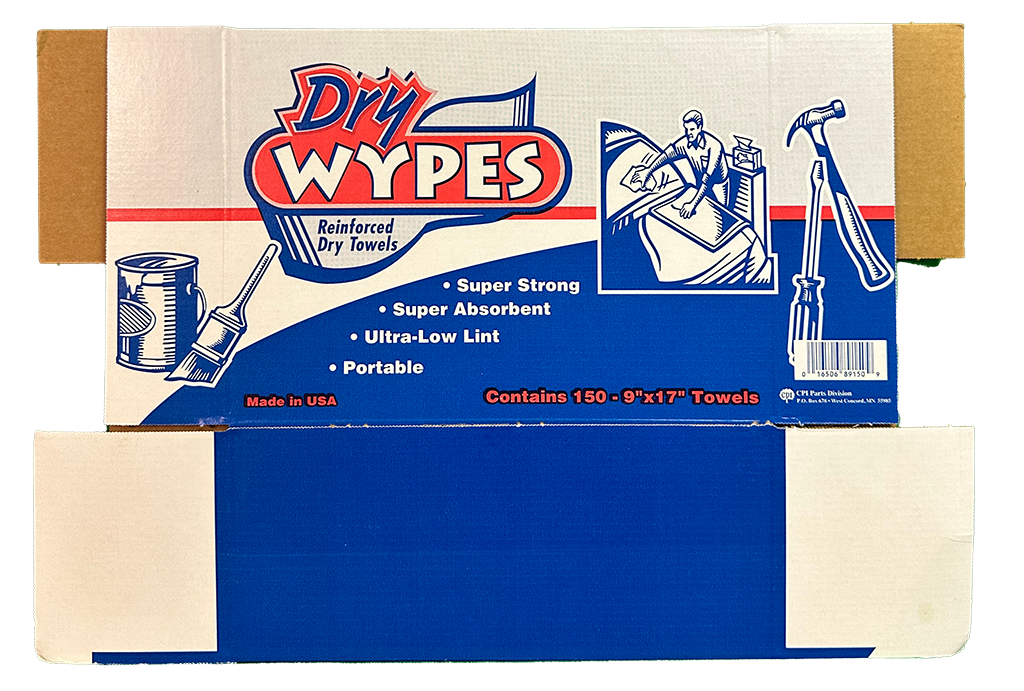 Dry
WYPES
Reinforced
Dry Towels
• Super Strong
• Super Absorbent
• Ultra-Low Lint
• Portable
Made in USA
Contains 150 - 9"x17" Towels
0 16506 89150 9
cpi CPI Parts Division
P.O. Box 678 • West Concord, MN 55985